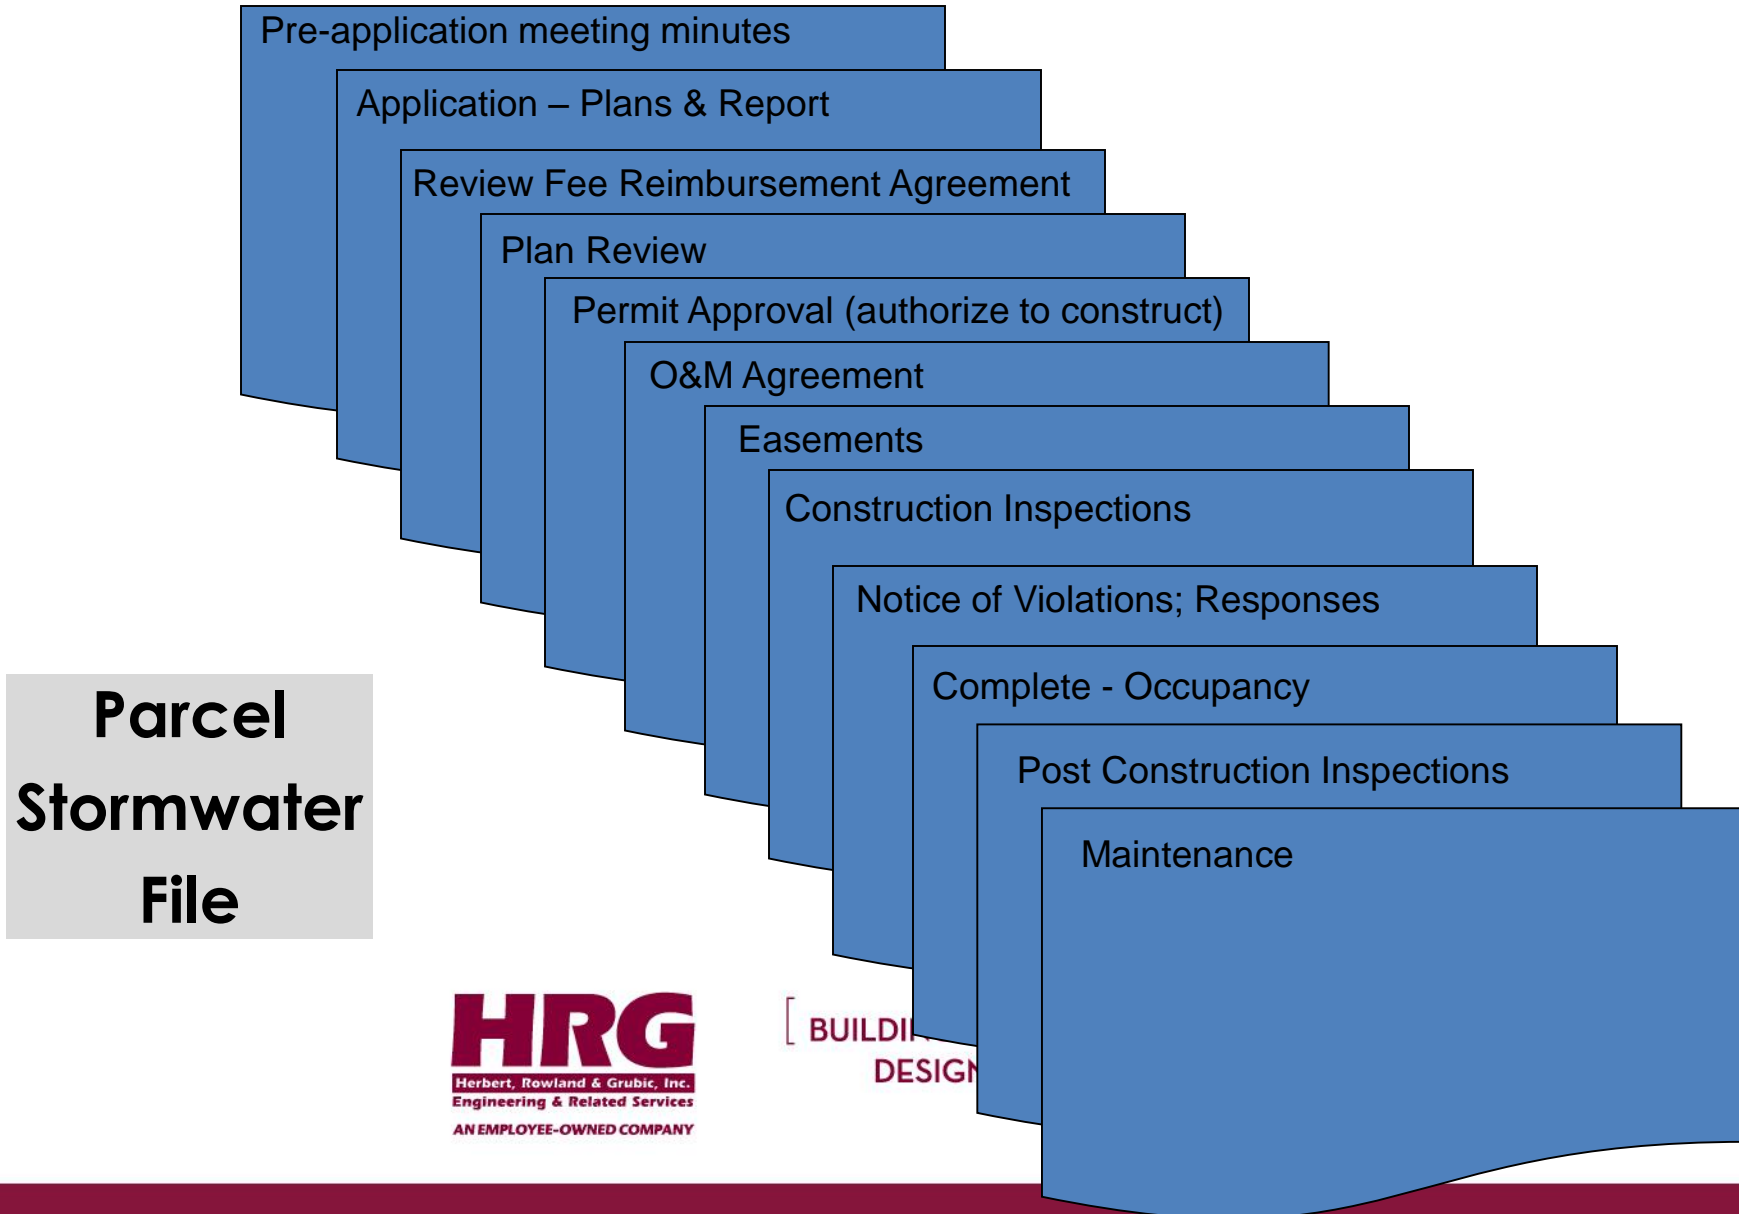 Pre-application meeting minutes
Application – Plans & Report
Review Fee Reimbursement Agreement
Plan Review
Permit Approval (authorize to construct)
O&M Agreement
Easements
Construction Inspections
Notice of Violations; Responses
Complete - Occupancy
Post Construction Inspections
Maintenance
Parcel
Stormwater
File
HRG
Herbert, Rowland & Grubic, Inc.
Engineering & Related Services
AN EMPLOYEE-OWNED COMPANY